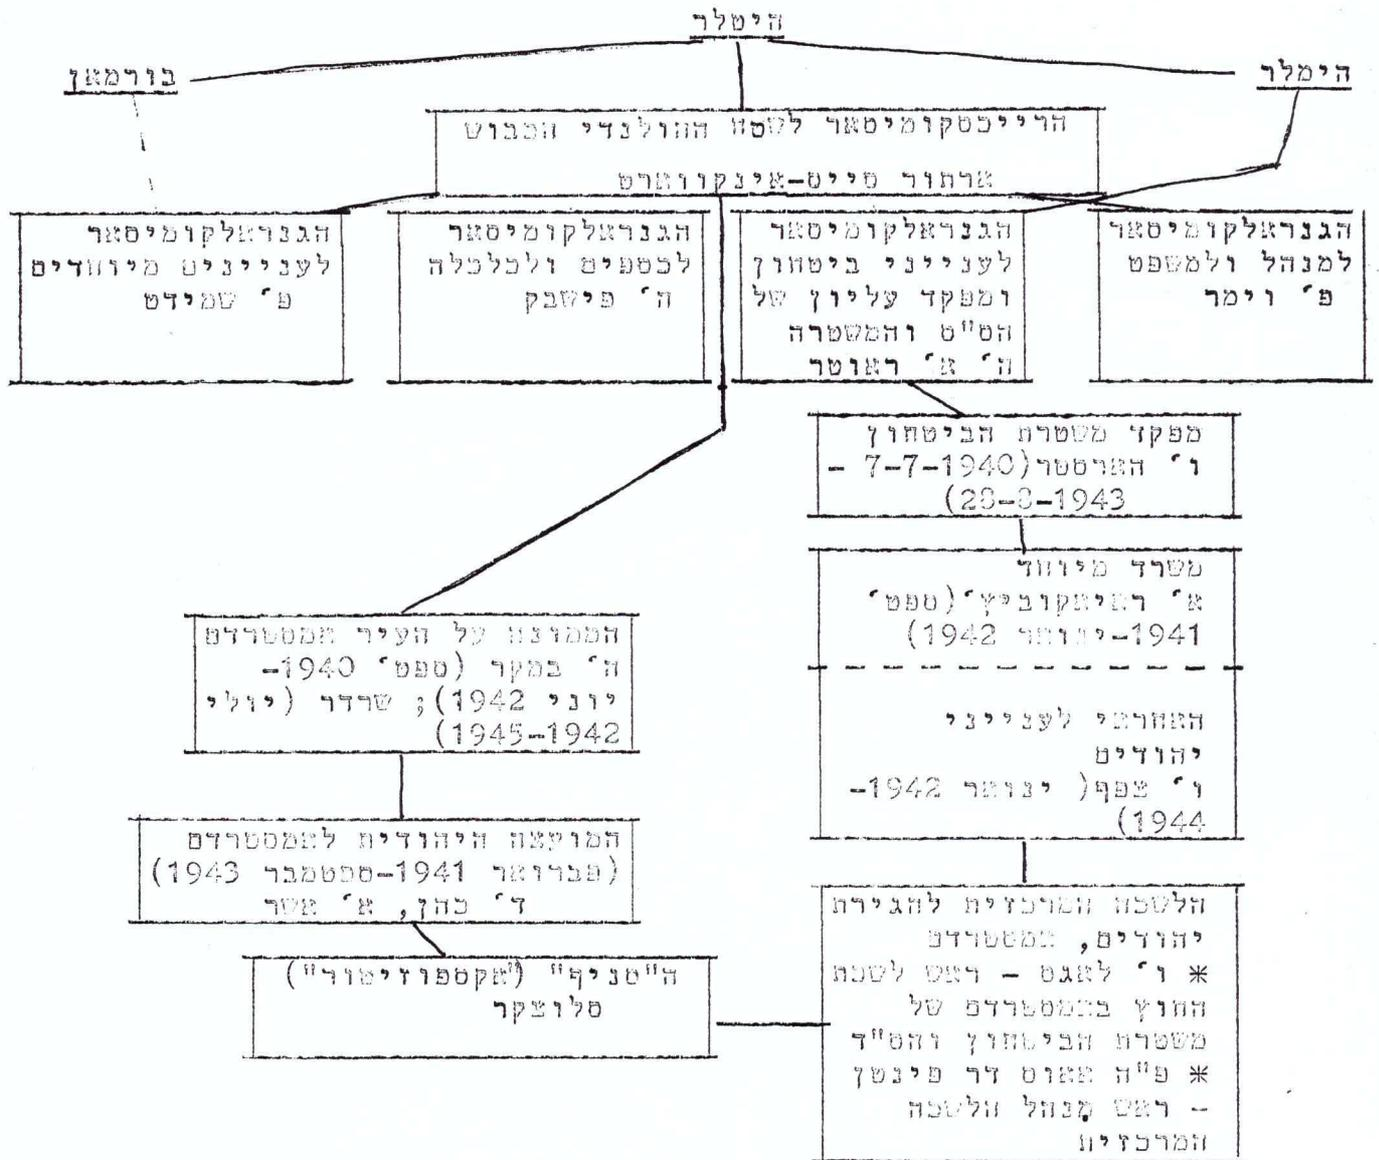 היטלר
הימלר
בורמאן
הרייכסקומיסאר לשטח ההולנדי הכבוש
ארתור סייס-אינקווארט
הגנראלקומיסאר
למנהל ולמשפט
פ' וימר
הגנראלקומיסאר
לענייני ביטחון
ומפקד עליון של
הס"ס והמשטרה
ה' א' ראוטר
הגנראלקומיסאר
לכספים ולכלכלה
ה' פישבק
הגנראלקומיסאר
לעניינים מיוחדים
פ' שמידט
מפקד משטרת הביטחון
ו' הארסטר (7-7-1940 -
28-8-1943)
משרד מיוחד
א' ראיאקוביץ' (ספט'
1941-ינואר 1942)
האחראי לענייני
יהודים
ו' צפף (ינואר 1942-
1944)
הממונה על העיר אמסטרדם
ה' במקר (ספט' 1940-
יוני 1942); שרדר (יולי
1942-1945)
המועצה היהודית לאמסטרדם
(פברואר 1941-ספטמבר 1943)
ד' כהן, א' אשר
ה"סניף" ("אקספוזיטור")
סלוצקר
הלשכה המרכזית להגירת
יהודים, אמסטרדם
* ו' לאגס - ראש לשכת
החוץ באמסטרדם של
משטרת הביטחון והס"ד
* פ"ה אאוס דר פינטן
- ראש מנהל הלשכה
המרכזית